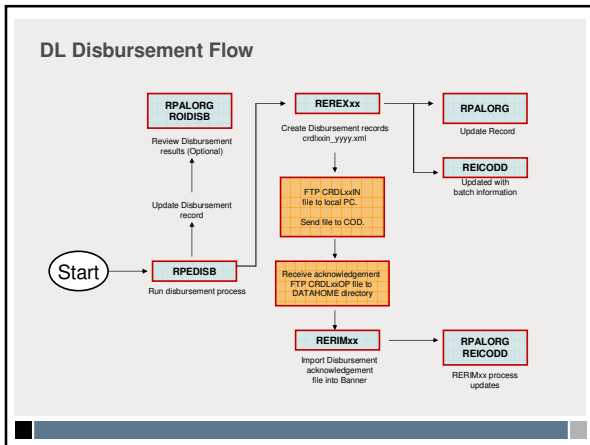 DL Disbursement Flow
RPALORG
ROIDISB
Review Disbursement
results (Optional)
Update Disbursement
record
Start
RPEDISB
Run disbursement process
REREXxx
Create Disbursement records
crdlxxin_yyyy.xml
RPALORG
Update Record
REICODD
Updated with
batch information
FTP CRDLxxIN
file to local PC.
Send file to COD.
Receive acknowledgement
FTP CRDLxxOP file to
DATAHOME directory
RERIMxx
Import Disbursement
acknowledgement
file into Banner
RPALORG
REICODD
RERIMxx process
updates